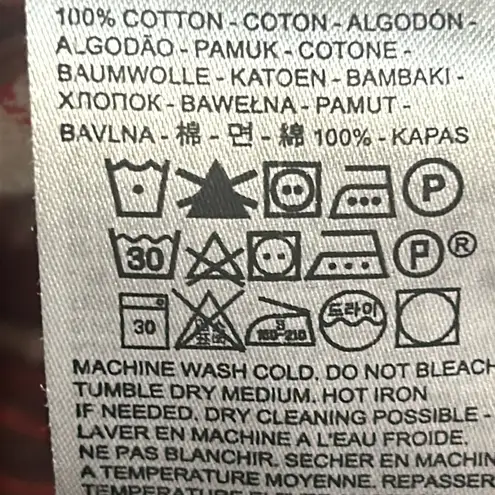 100% COTTON - COTON - ALGODÓN -
ALGODÃO - PAMUK - COTONE -
BAUMWOLLE - KATOEN - BAMBAKI -
ХЛОПОК - BAWEŁNA - PAMUT -
BAVLNA - 棉 - 면 - 綿 100% - KAPAS
P
30 P ®
30 180-210 드라이
MACHINE WASH COLD. DO NOT BLEACH
TUMBLE DRY MEDIUM. HOT IRON
IF NEEDED. DRY CLEANING POSSIBLE -
LAVER EN MACHINE A L'EAU FROIDE.
NE PAS BLANCHIR. SECHER EN MACHIN
A TEMPERATURE MOYENNE. REPASSER